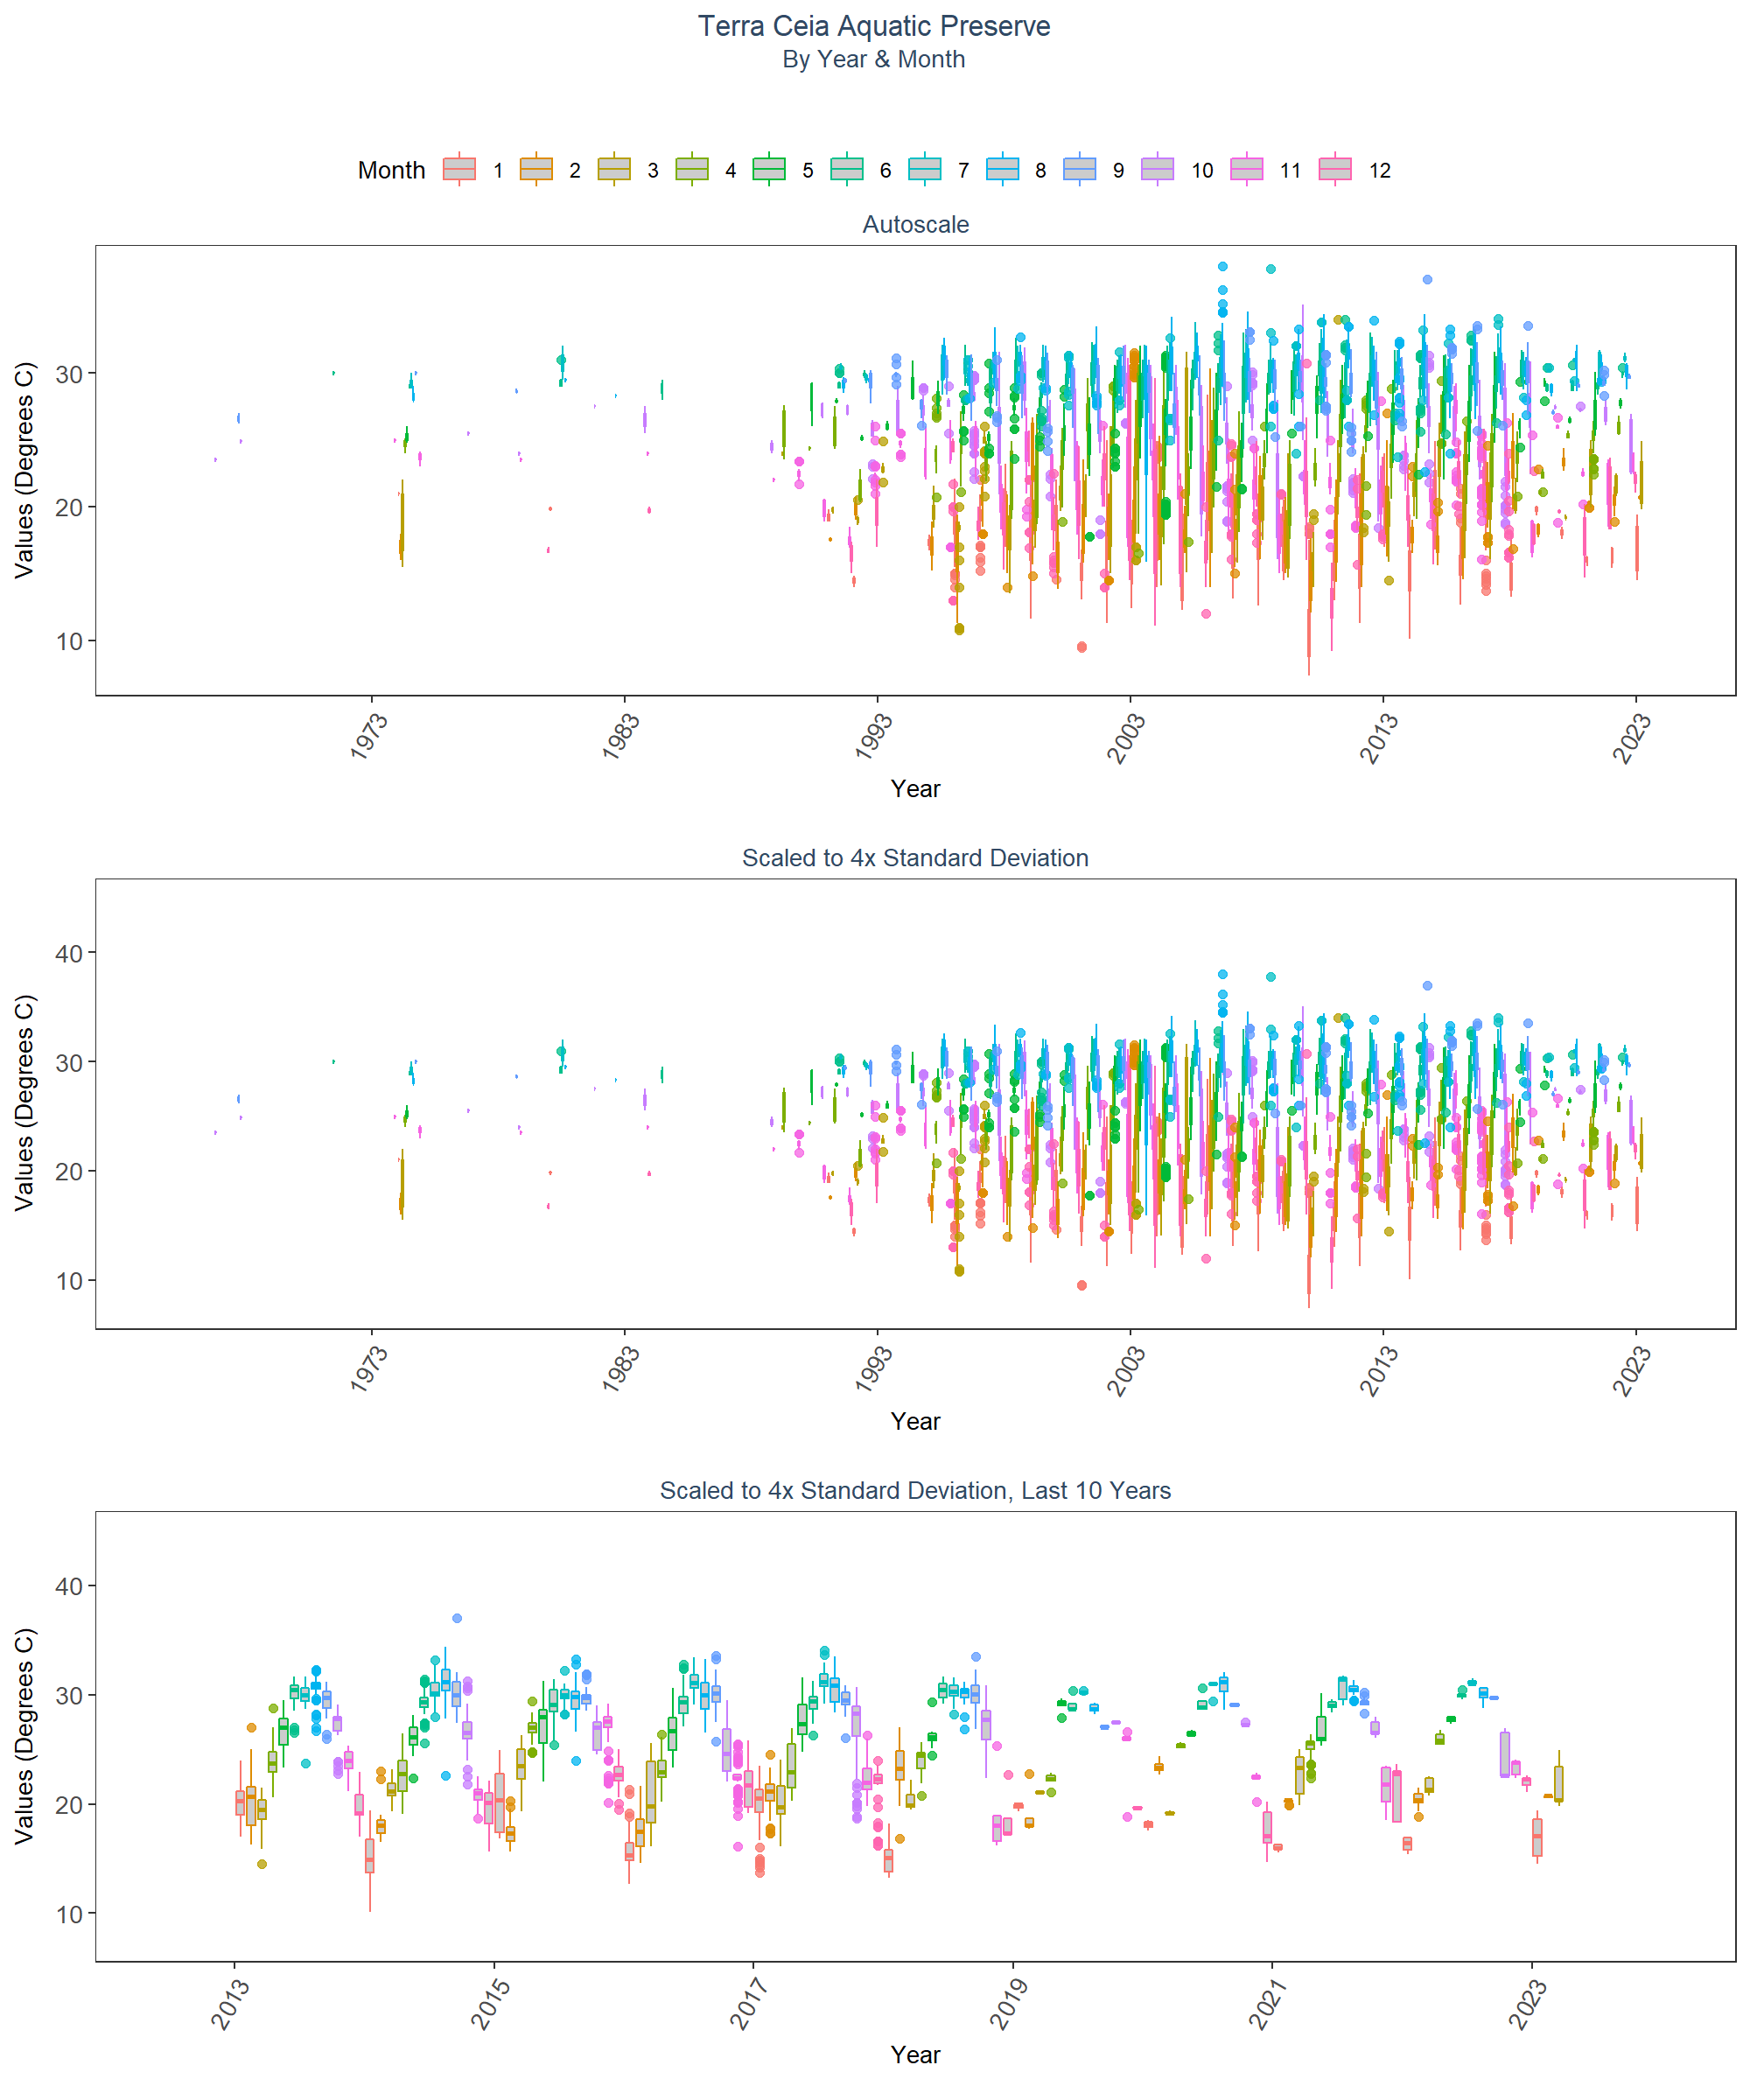 Terra Ceia Aquatic Preserve
By Year & Month
Month 1 2 3 4 5 6 7 8 9 10 11 12
Autoscale
Values (Degrees C)
30
20
10
1973 1983 1993 2003 2013 2023
Year
Scaled to 4x Standard Deviation
Values (Degrees C)
40
30
20
10
1973 1983 1993 2003 2013 2023
Year
Scaled to 4x Standard Deviation, Last 10 Years
Values (Degrees C)
40
30
20
10
2013 2015 2017 2019 2021 2023
Year